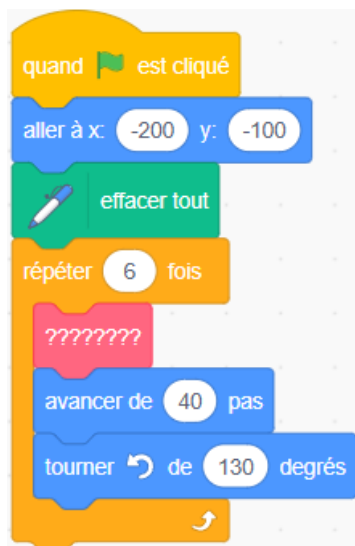 quand est cliqué
aller à x: -200 y: -100
effacer tout
répéter 6 fois
????????
avancer de 40 pas
tourner de 130 degrés